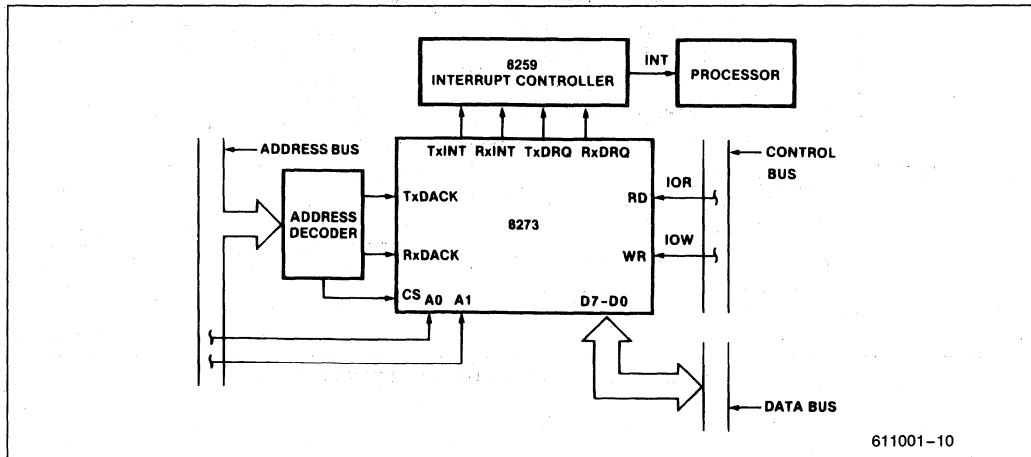 8259
INTERRUPT CONTROLLER
INT
PROCESSOR
ADDRESS BUS
TxINT RxINT TxDRQ RxDRQ
CONTROL
BUS
ADDRESS
DECODER
TxDACK
8273
RD
IOR
RxDACK
WR
IOW
CS A0 A1
D7-D0
DATA BUS
611001-10